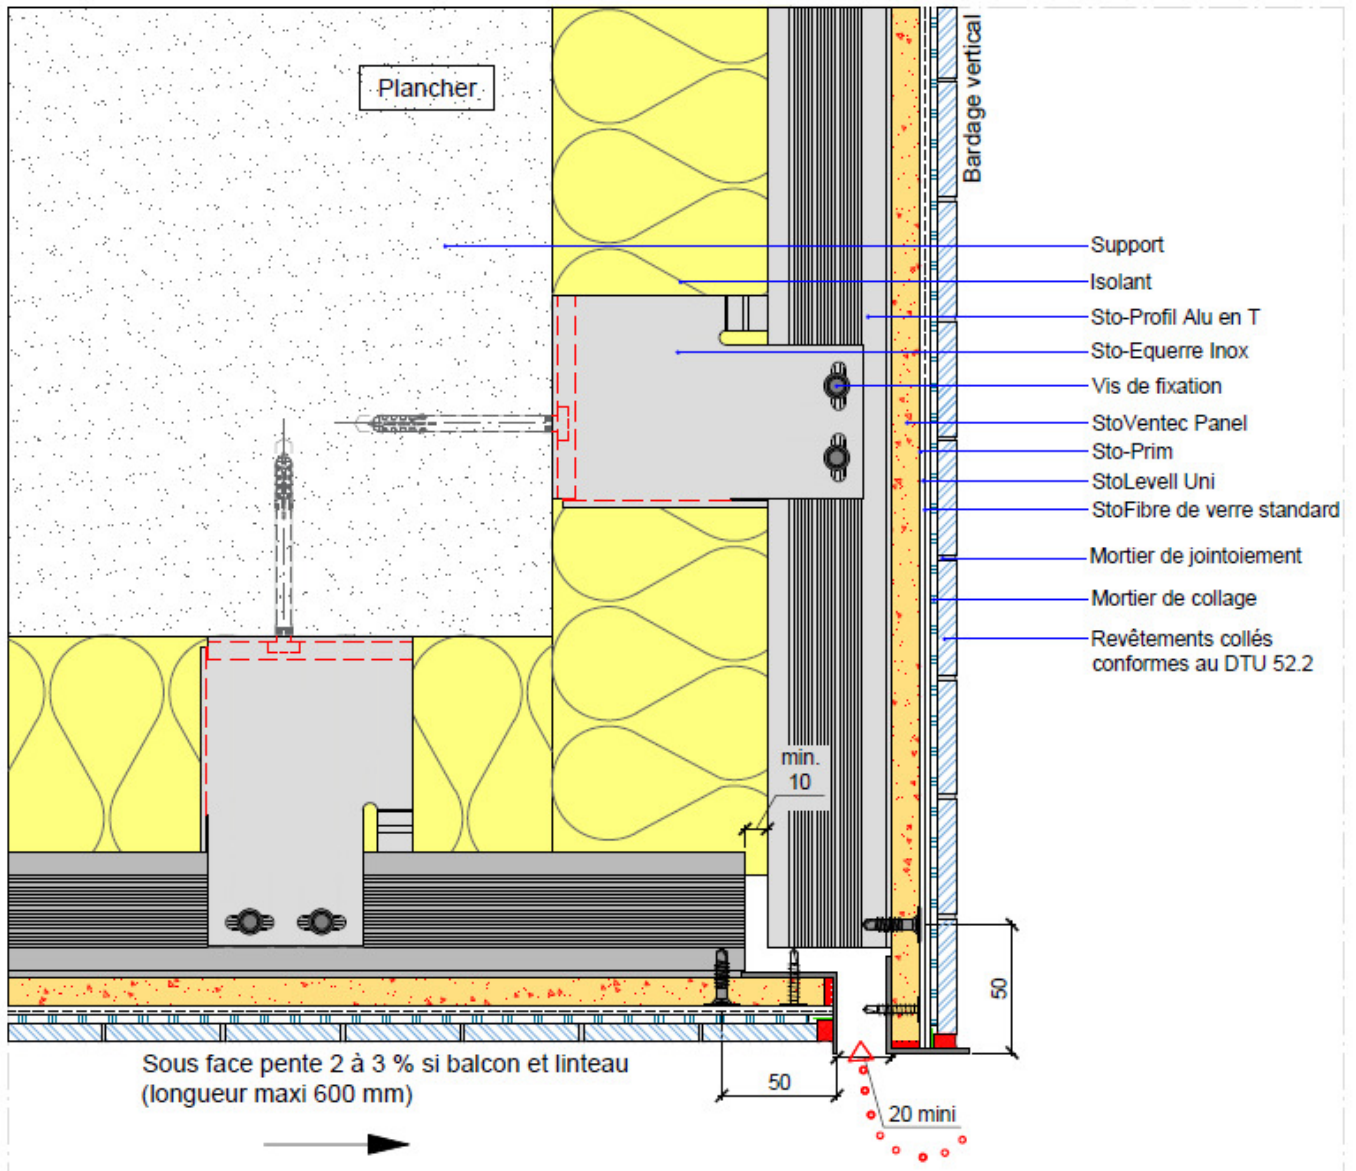 Plancher
Bardage vertical
Support
Isolant
Sto-Profil Alu en T
Sto-Equerre Inox
Vis de fixation
StoVentec Panel
Sto-Prim
StoLevell Uni
StoFibre de verre standard
Mortier de jointoiement
Mortier de collage
Revêtements collés
conformes au DTU 52.2
min.
10
50
Sous face pente 2 à 3 % si balcon et linteau
(longueur maxi 600 mm)
50
20 mini